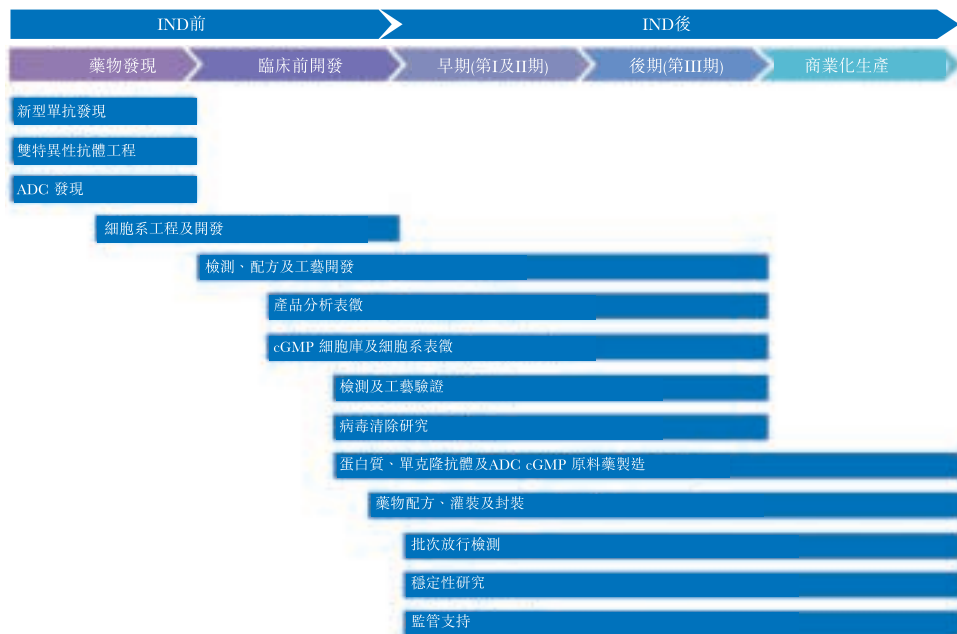 IND前
IND後
藥物發現
臨床前開發
早期(第I及II期)
後期(第III期)
商業化生產
新型單抗發現
雙特異性抗體工程
ADC 發現
細胞系工程及開發
檢測、配方及工藝開發
產品分析表徵
cGMP 細胞庫及細胞系表徵
檢測及工藝驗證
病毒清除研究
蛋白質、單克隆抗體及ADC cGMP 原料藥製造
藥物配方、灌裝及封裝
批次放行檢測
穩定性研究
監管支持